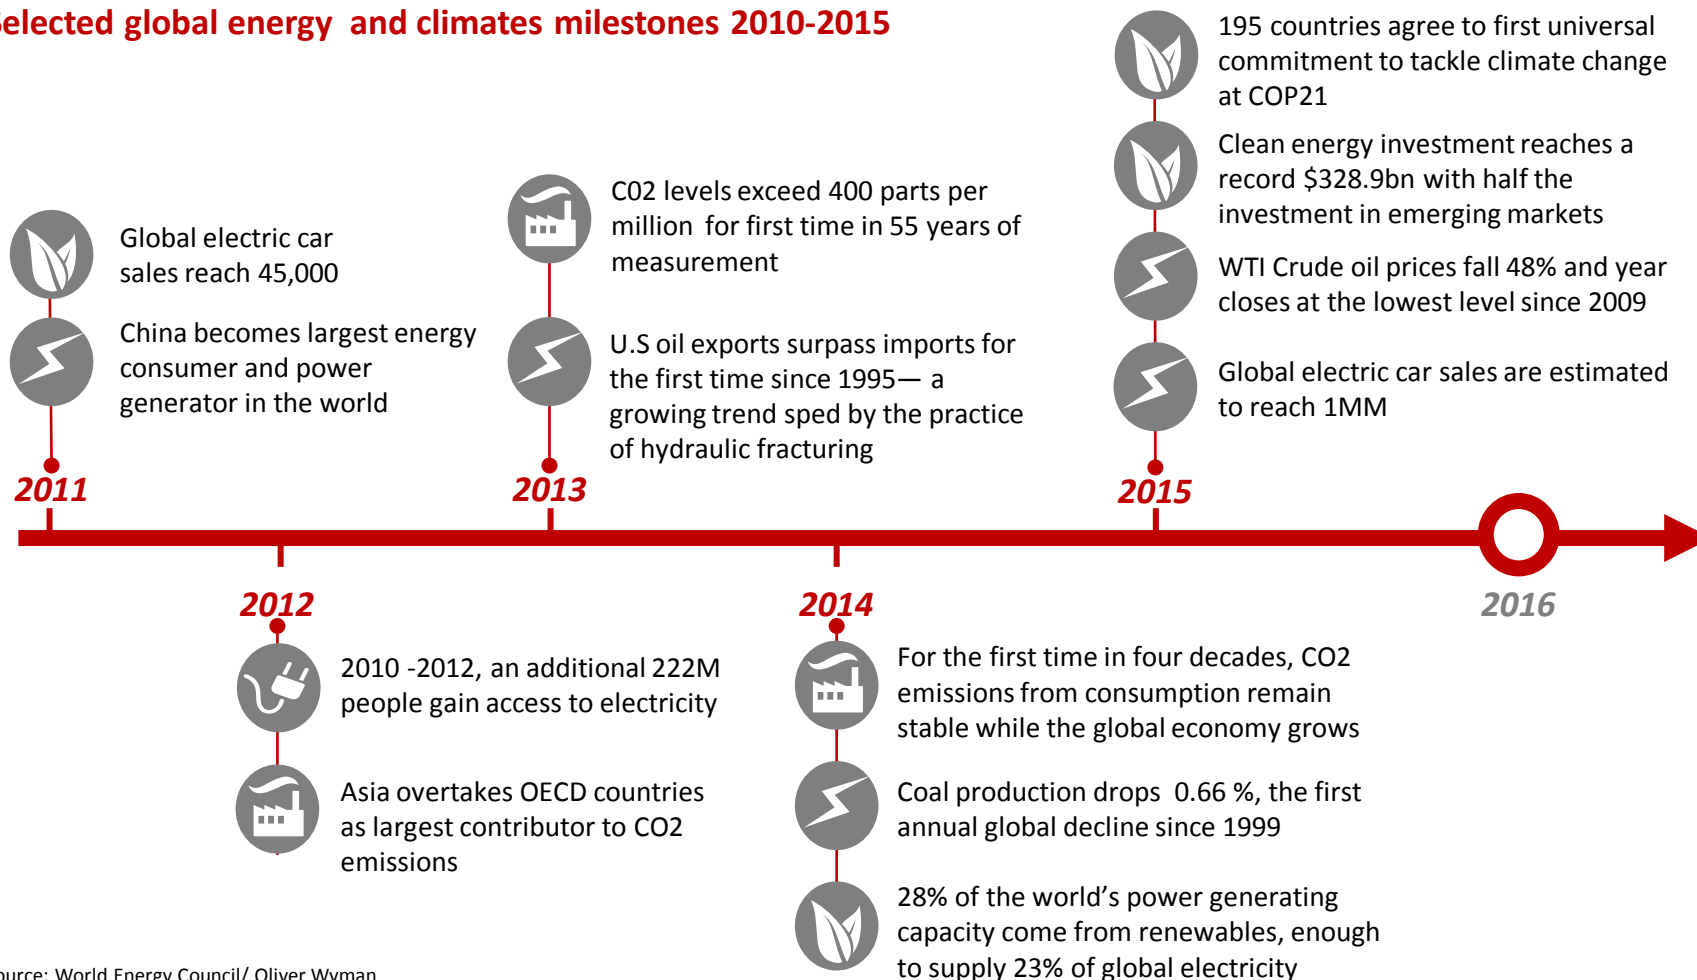 Selected global energy and climates milestones 2010-2015
Global electric car
sales reach 45,000
China becomes largest energy
consumer and power
generator in the world
2011
2010 -2012, an additional 222M
people gain access to electricity
Asia overtakes OECD countries
as largest contributor to CO2
emissions
2012
C02 levels exceed 400 parts per
million for first time in 55 years of
measurement
U.S oil exports surpass imports for
the first time since 1995— a
growing trend sped by the practice
of hydraulic fracturing
2013
2014
For the first time in four decades, CO2
emissions from consumption remain
stable while the global economy grows
Coal production drops 0.66 %, the first
annual global decline since 1999
28% of the world's power generating
capacity come from renewables, enough
to supply 23% of global electricity
195 countries agree to first universal
commitment to tackle climate change
at COP21
Clean energy investment reaches a
record $328.9bn with half the
investment in emerging markets
WTI Crude oil prices fall 48% and year
closes at the lowest level since 2009
Global electric car sales are estimated
to reach 1MM
2015
2016
Source: World Energy Council/ Oliver Wyman